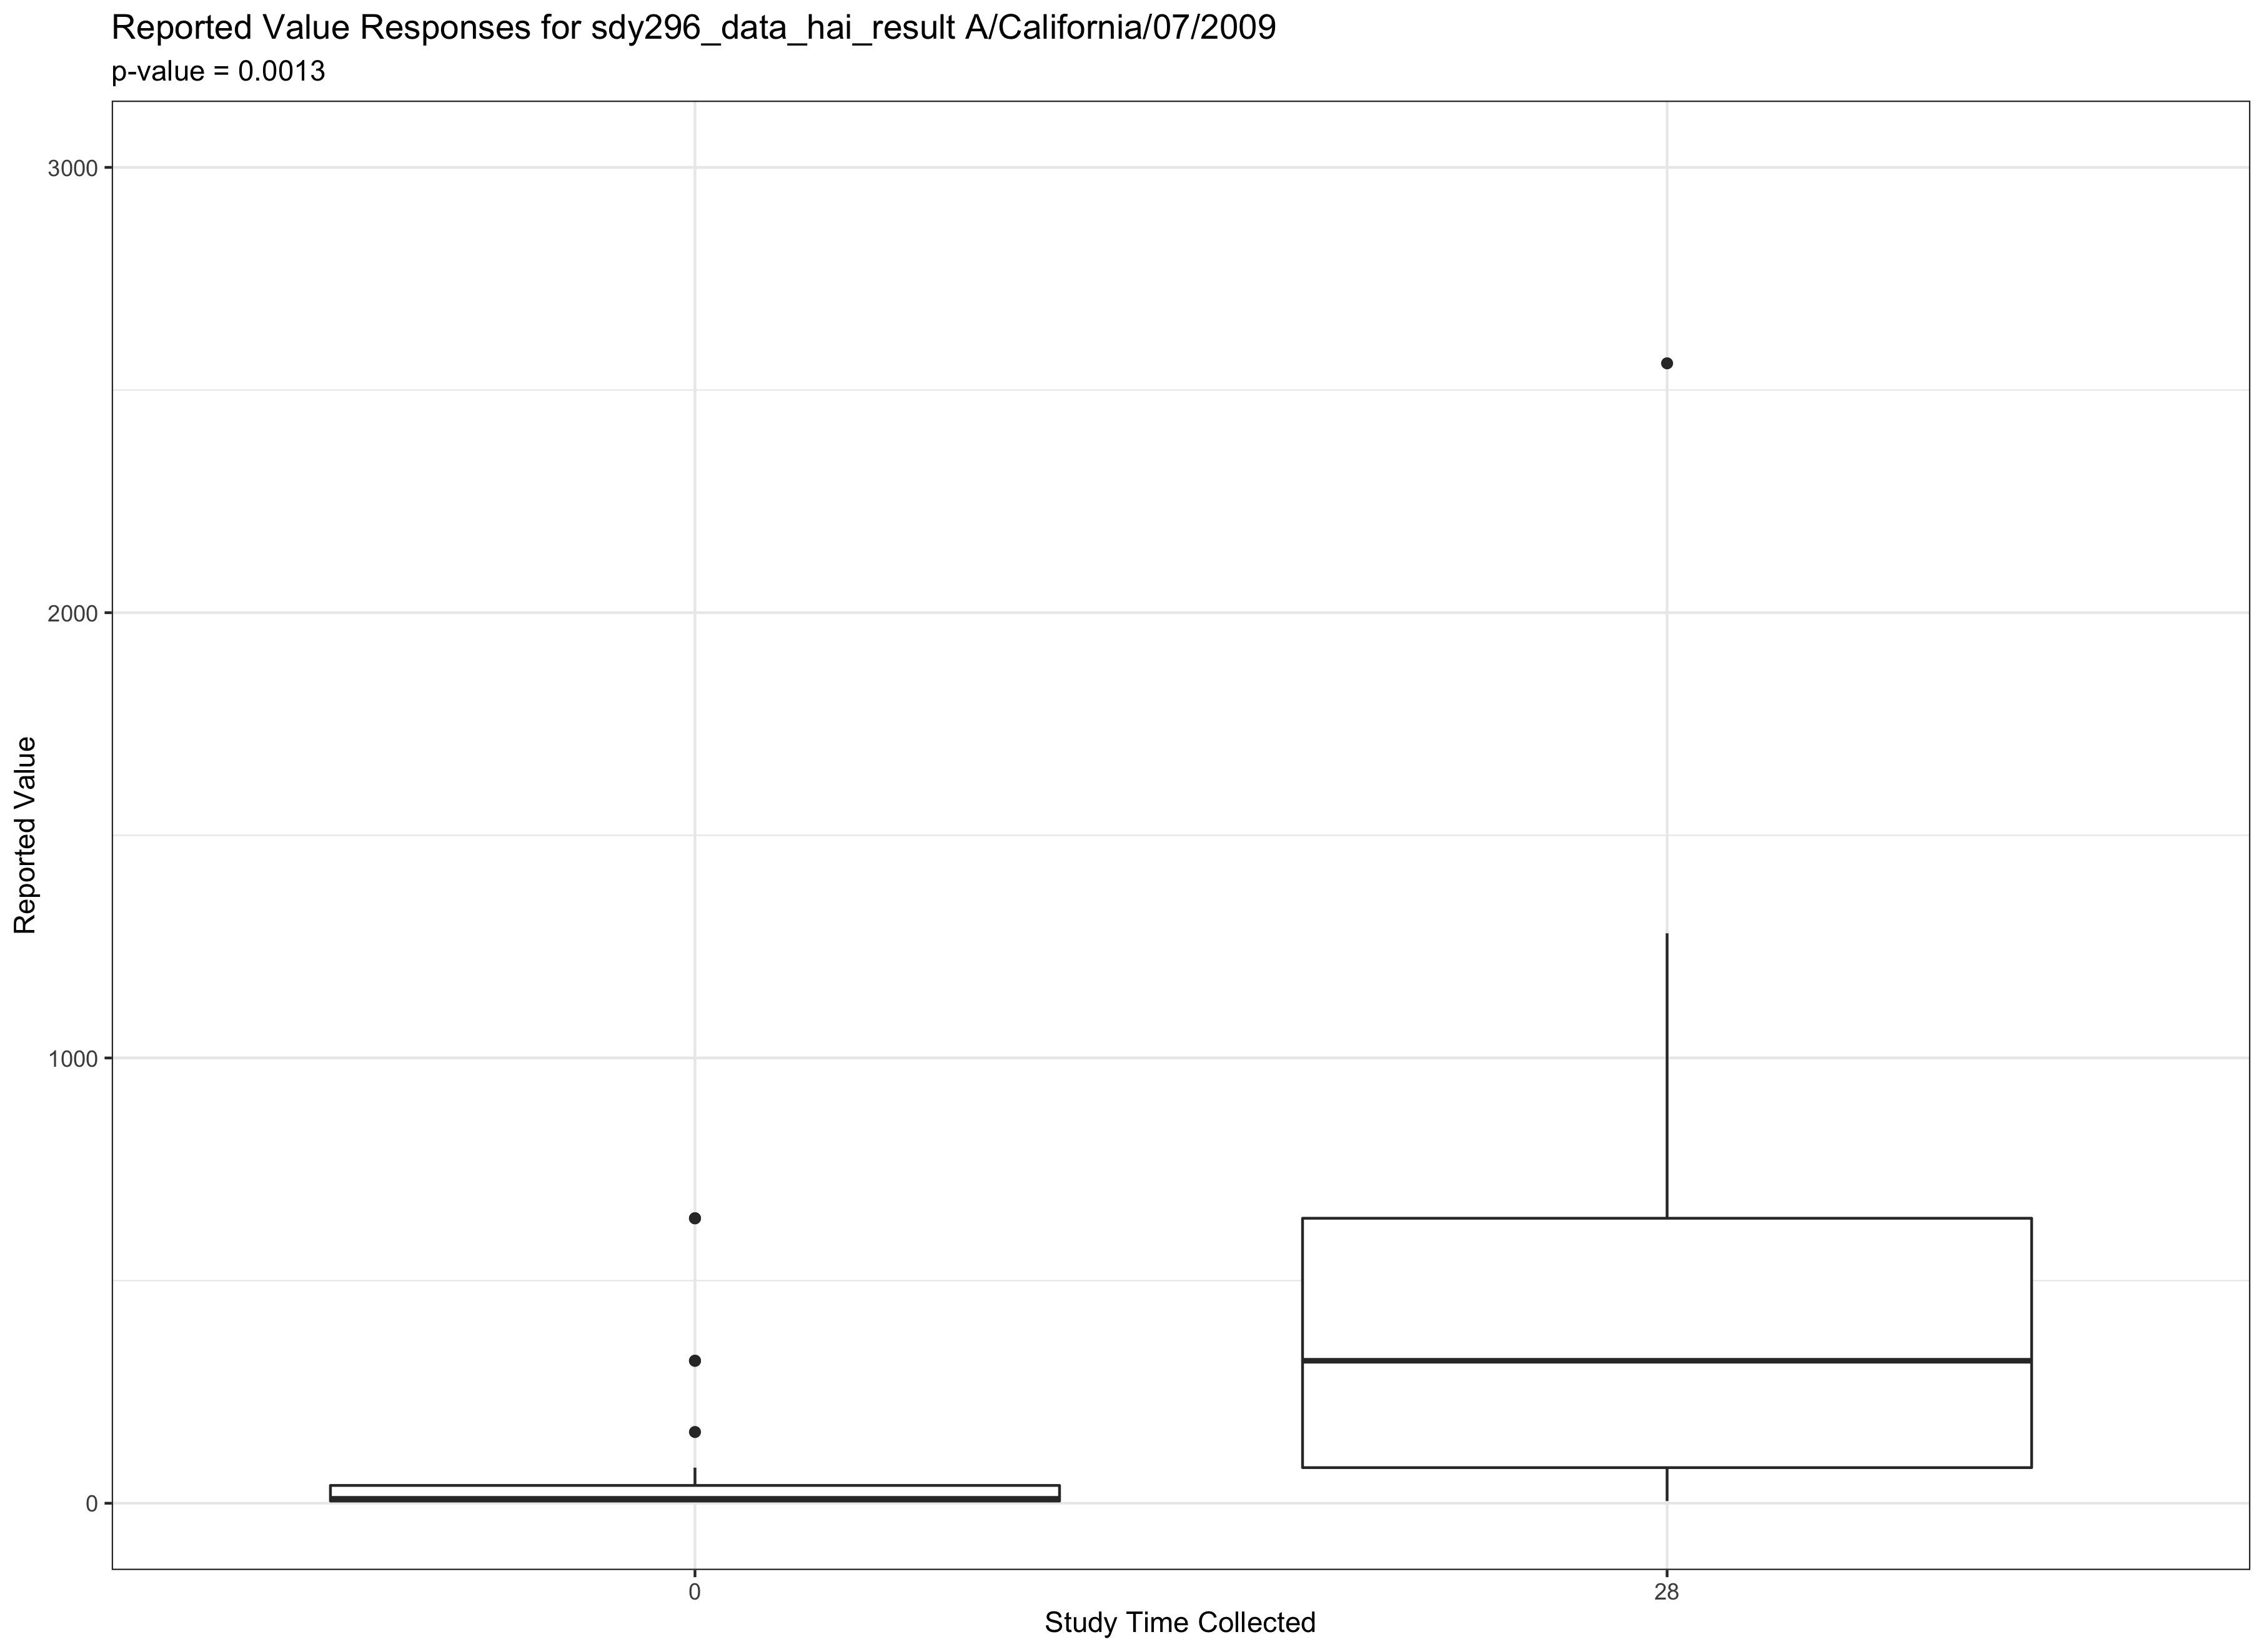 Reported Value Responses for sdy296_data_hai_result A/California/07/2009
p-value = 0.0013
3000
2000
1000
0
Reported Value
0
28
Study Time Collected